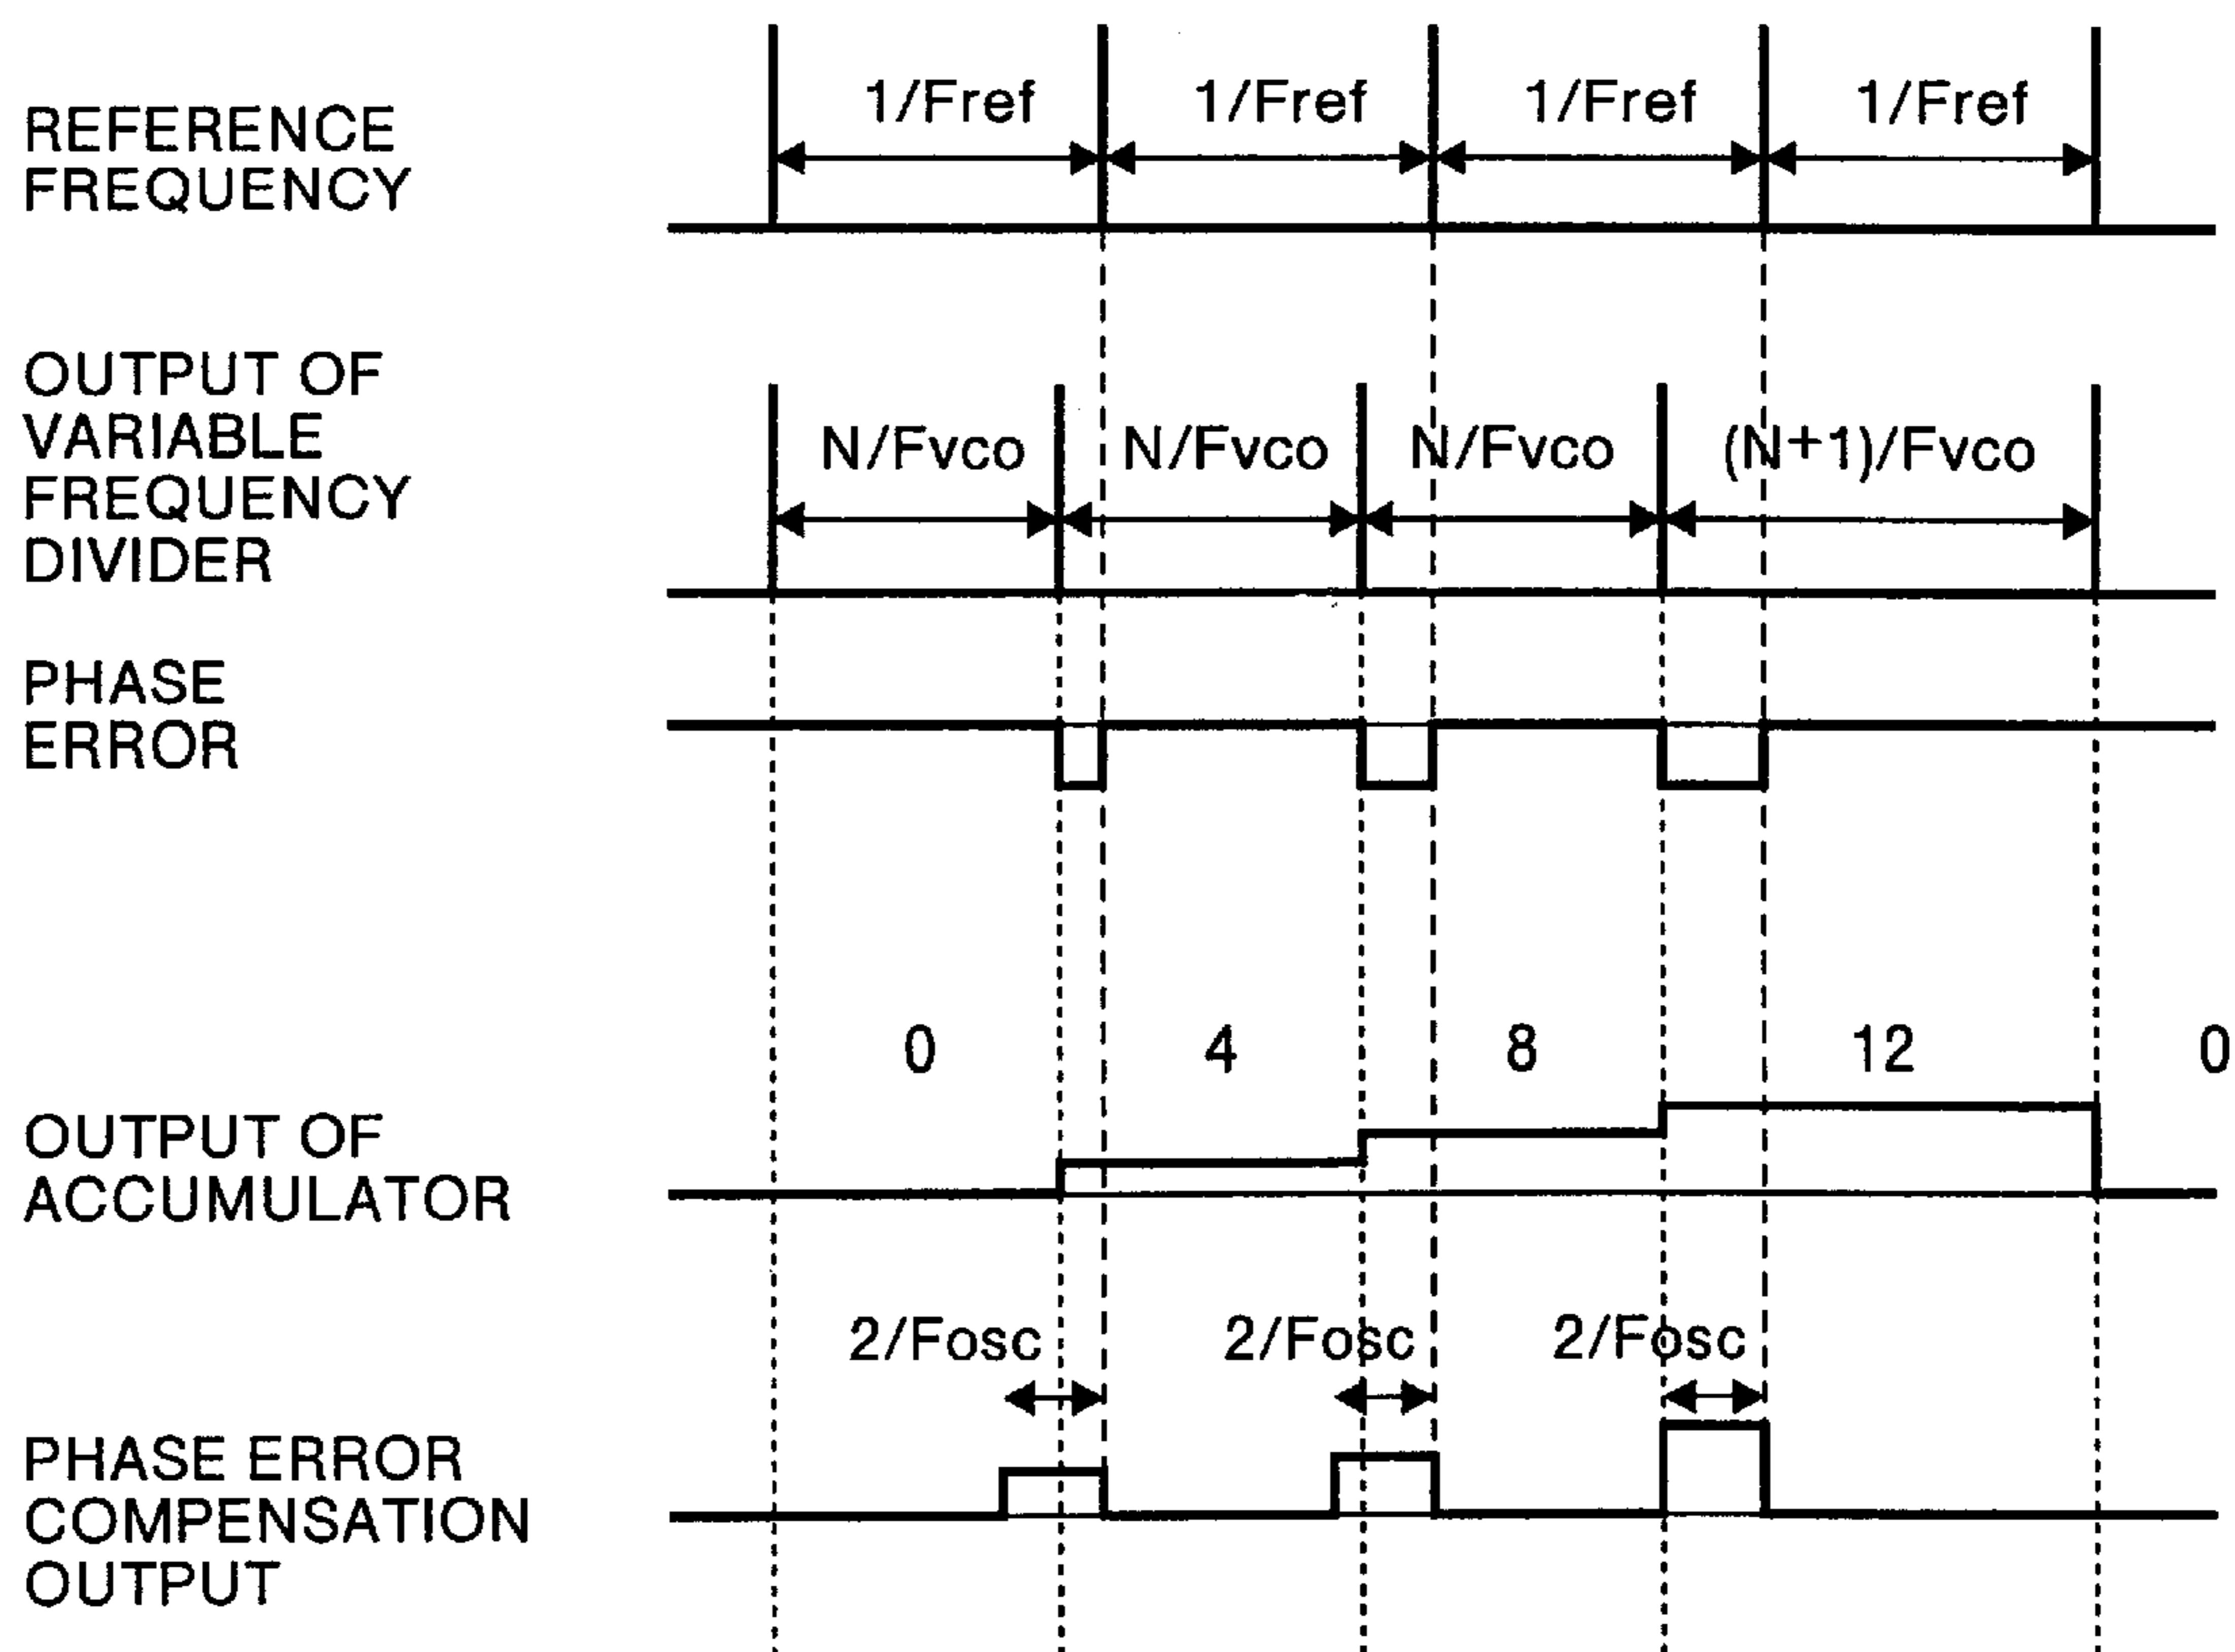 1/Fref 1/Fref 1/Fref 1/Fref
REFERENCE
FREQUENCY
OUTPUT OF
VARIABLE
FREQUENCY
DIVIDER
N/Fvco N/Fvco N/Fvco (N+1)/Fvco
PHASE
ERROR
0 4 8 12 0
OUTPUT OF
ACCUMULATOR
2/Fosc 2/Fosc 2/Fosc
PHASE ERROR
COMPENSATION
OUTPUT